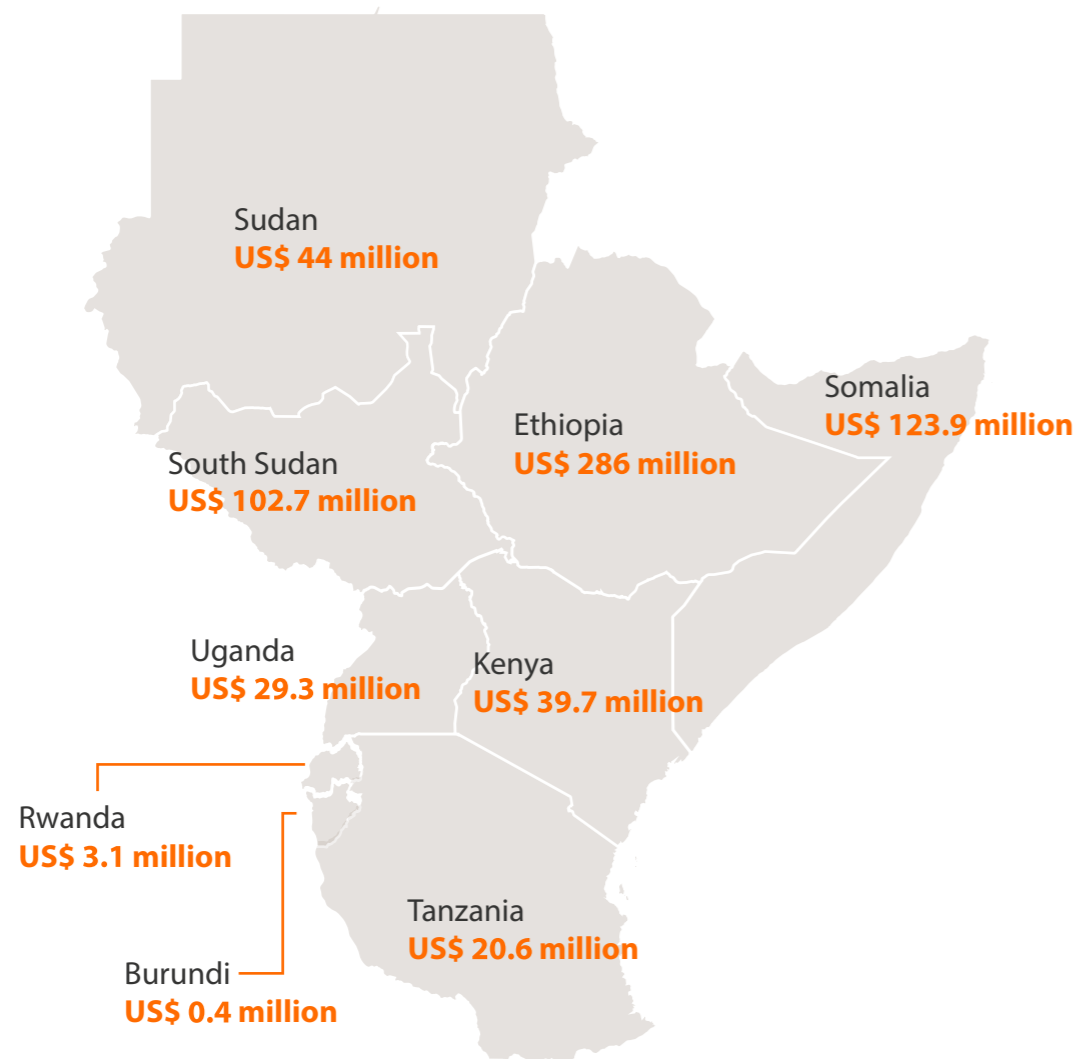 Sudan
US$ 44 million
Somalia
US$ 123.9 million
Ethiopia
US$ 286 million
South Sudan
US$ 102.7 million
Uganda
US$ 29.3 million
Kenya
US$ 39.7 million
Rwanda
US$ 3.1 million
Tanzania
US$ 20.6 million
Burundi
US$ 0.4 million